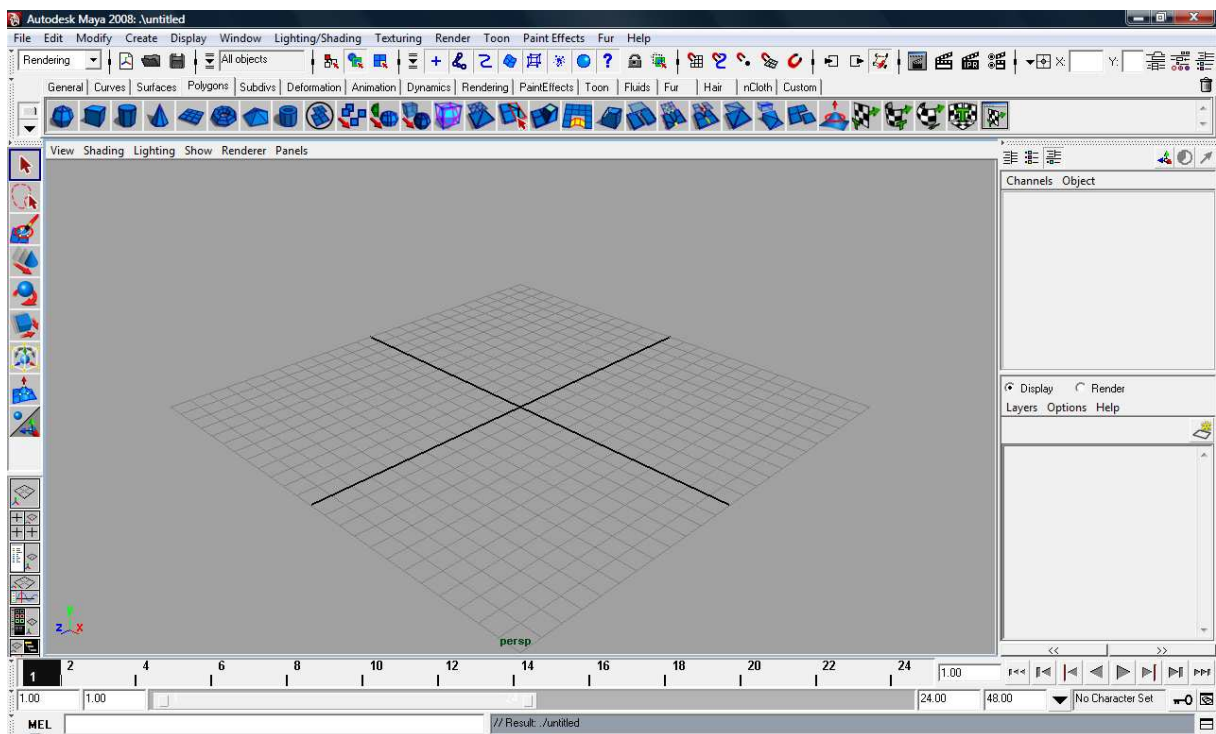 Autodesk Maya 2008: .\untitled
File Edit Modify Create Display Window Lighting/Shading Texturing Render Toon Paint Effects Fur Help
Rendering All objects X: Y:
General Curves Surfaces Polygons Subdivs Deformation Animation Dynamics Rendering PaintEffects Toon Fluids Fur Hair nCloth Custom
View Shading Lighting Show Renderer Panels
Channels Object
Display Render
Layers Options Help
y
z x
persp
<< >>
1 2 4 6 8 10 12 14 16 18 20 22 24 1.00
1.00 1.00 24.00 48.00 No Character Set
MEL // Result: ./untitled